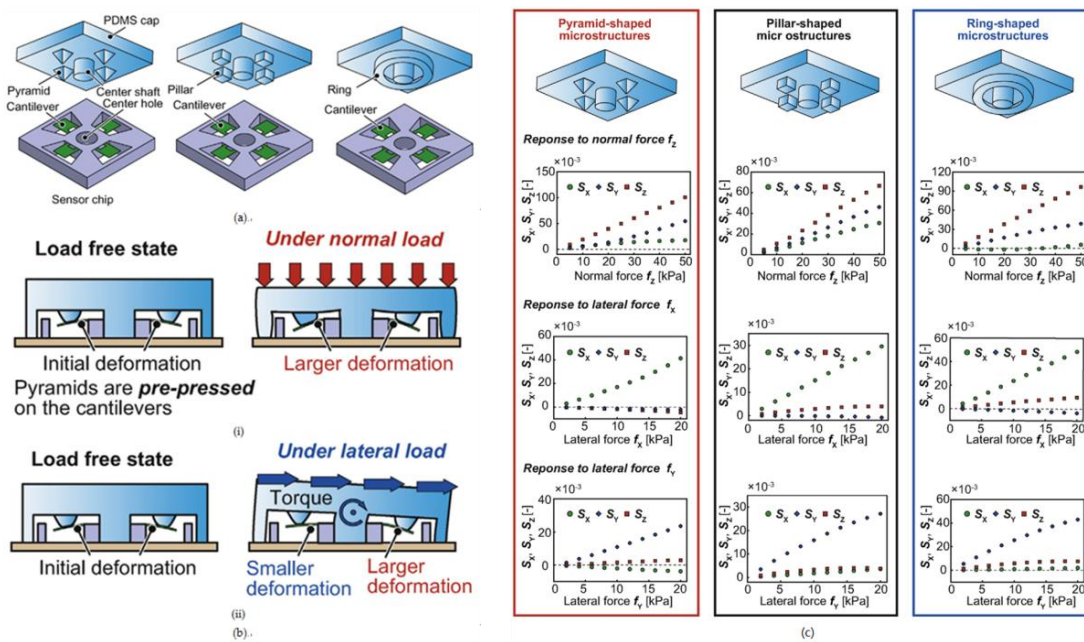 PDMS cap
Pyramid
Center shaft
Center hole
Cantilever
Pillar
Cantilever
Ring
Cantilever
Sensor chip
(a).
Load free state
Under normal load
Initial deformation
Larger deformation
Pyramids are pre-pressed
on the cantilevers
(i)
Load free state
Under lateral load
Torque
Initial deformation
Smaller
deformation
Larger
deformation
(ii)
(b).
Pyramid-shaped
microstructures
Pillar-shaped
micr ostructures
Ring-shaped
microstructures
Reponse to normal force fZ
×10⁻³
SX, SY, SZ [-]
150
100
50
0
SX SY SZ
0 10 20 30 40 50
Normal force fZ [kPa]
×10⁻³
SX, SY, SZ [-]
80
60
40
20
0
SX SY SZ
0 10 20 30 40 50
Normal force fZ [kPa]
×10⁻³
SX, SY, SZ [-]
120
90
60
30
0
SX SY SZ
0 10 20 30 40 50
Normal force fZ [kPa]
Reponse to lateral force fX
×10⁻³
SX, SY, SZ [-]
60
40
20
0
SX SY SZ
0 5 10 15 20
Lateral force fX [kPa]
×10⁻³
SX, SY, SZ [-]
30
20
10
0
SX SY SZ
0 5 10 15 20
Lateral force fX [kPa]
×10⁻³
SX, SY, SZ [-]
60
40
20
0
SX SY SZ
0 5 10 15 20
Lateral force fX [kPa]
Reponse to lateral force fY
×10⁻³
SX, SY, SZ [-]
40
20
0
SX SY SZ
0 5 10 15 20
Lateral force fY [kPa]
×10⁻³
SX, SY, SZ [-]
30
20
10
0
SX SY SZ
0 5 10 15 20
Lateral force fY [kPa]
×10⁻³
SX, SY, SZ [-]
60
40
20
0
SX SY SZ
0 5 10 15 20
Lateral force fY [kPa]
(c)